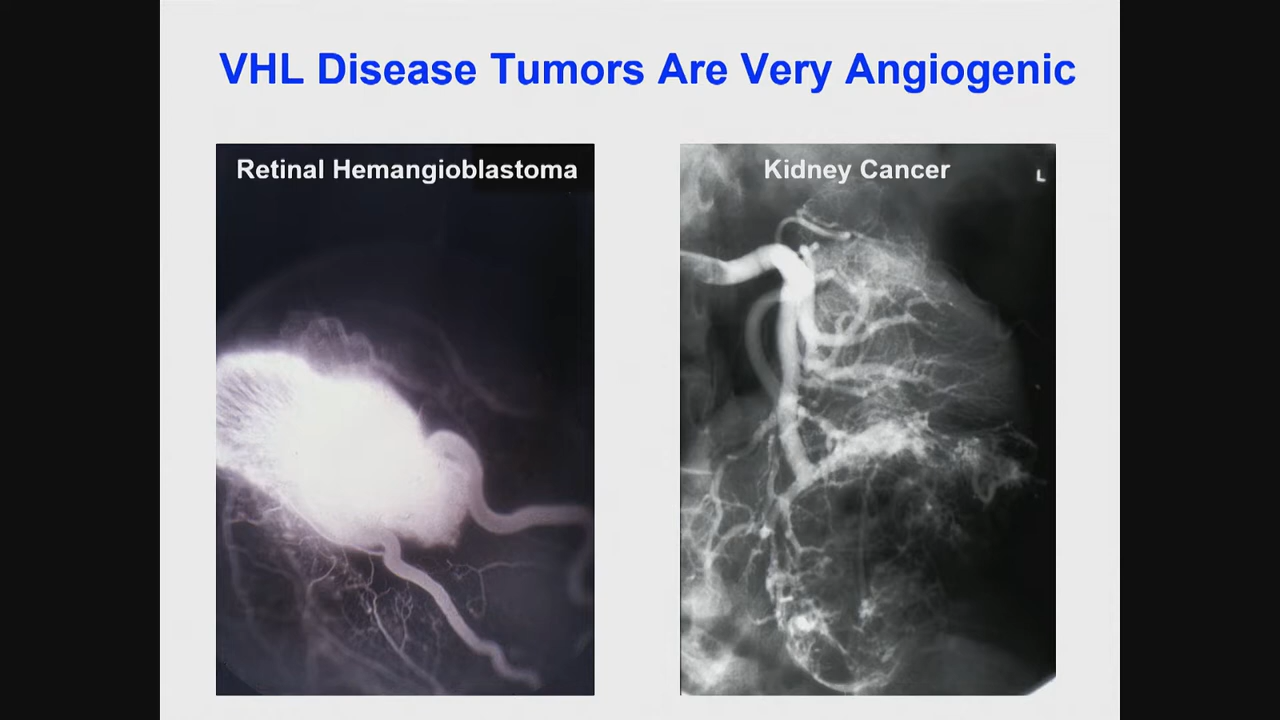 VHL Disease Tumors Are Very Angiogenic
Retinal Hemangioblastoma
Kidney Cancer
L